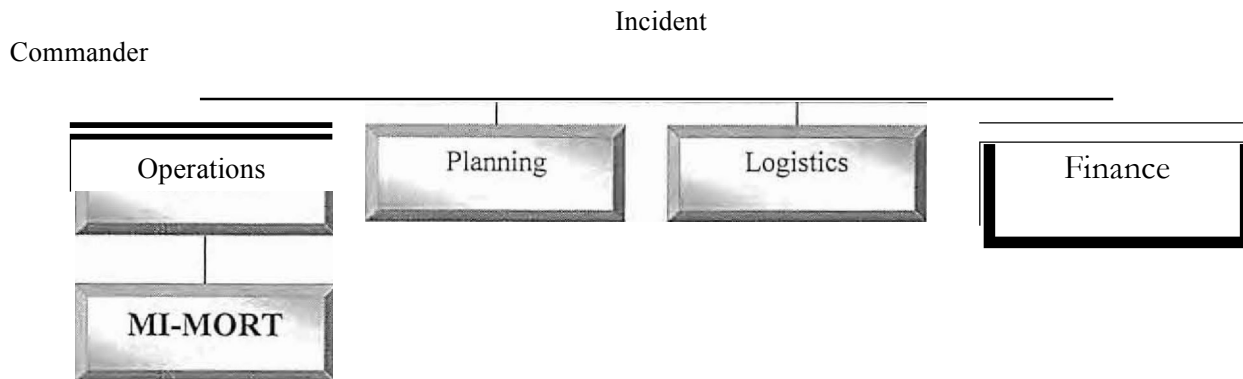 Incident
Commander
Operations
Planning
Logistics
Finance
MI-MORT